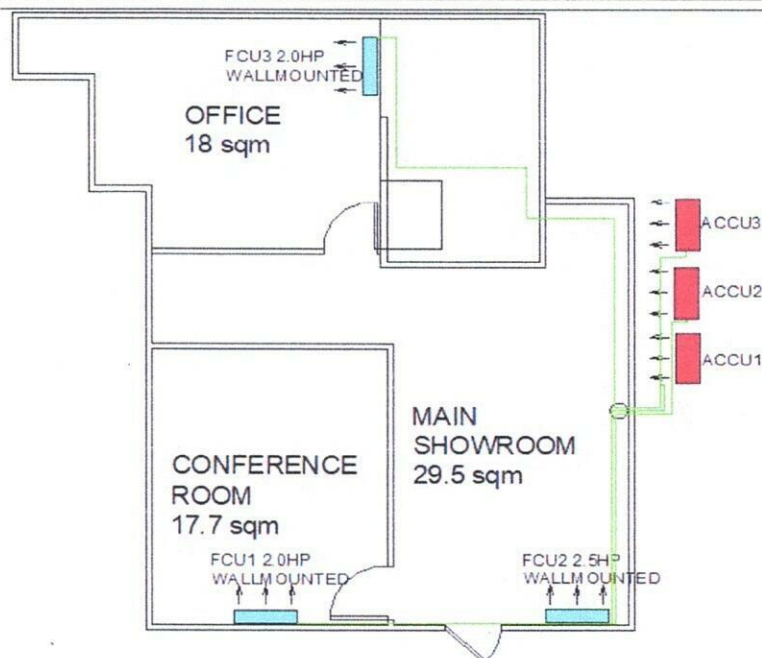 FCU3 2.0HP
WALLMOUNTED
OFFICE
18 sqm
ACCU3
ACCU2
ACCU1
MAIN
SHOWROOM
29.5 sqm
CONFERENCE
ROOM
17.7 sqm
FCU1 2.0HP
WALLMOUNTED
FCU2 2.5HP
WALLMOUNTED